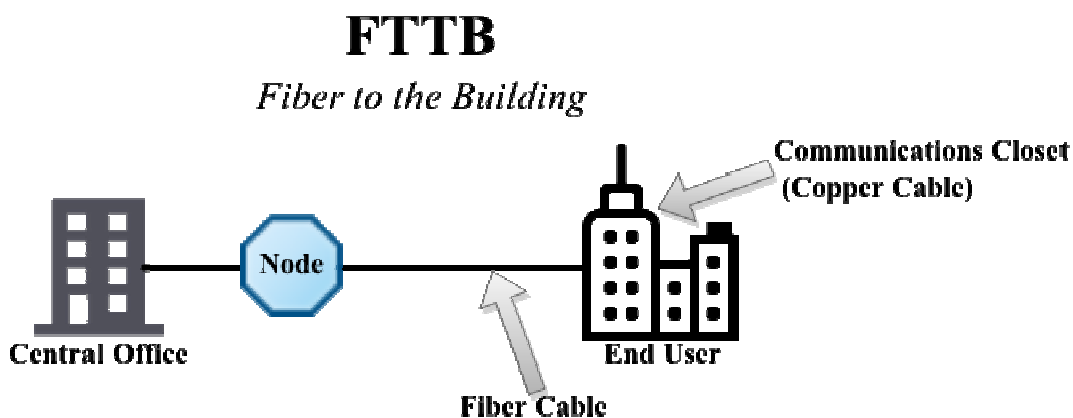 FTTB
Fiber to the Building
Communications Closet
(Copper Cable)
Node
Central Office
End User
Fiber Cable